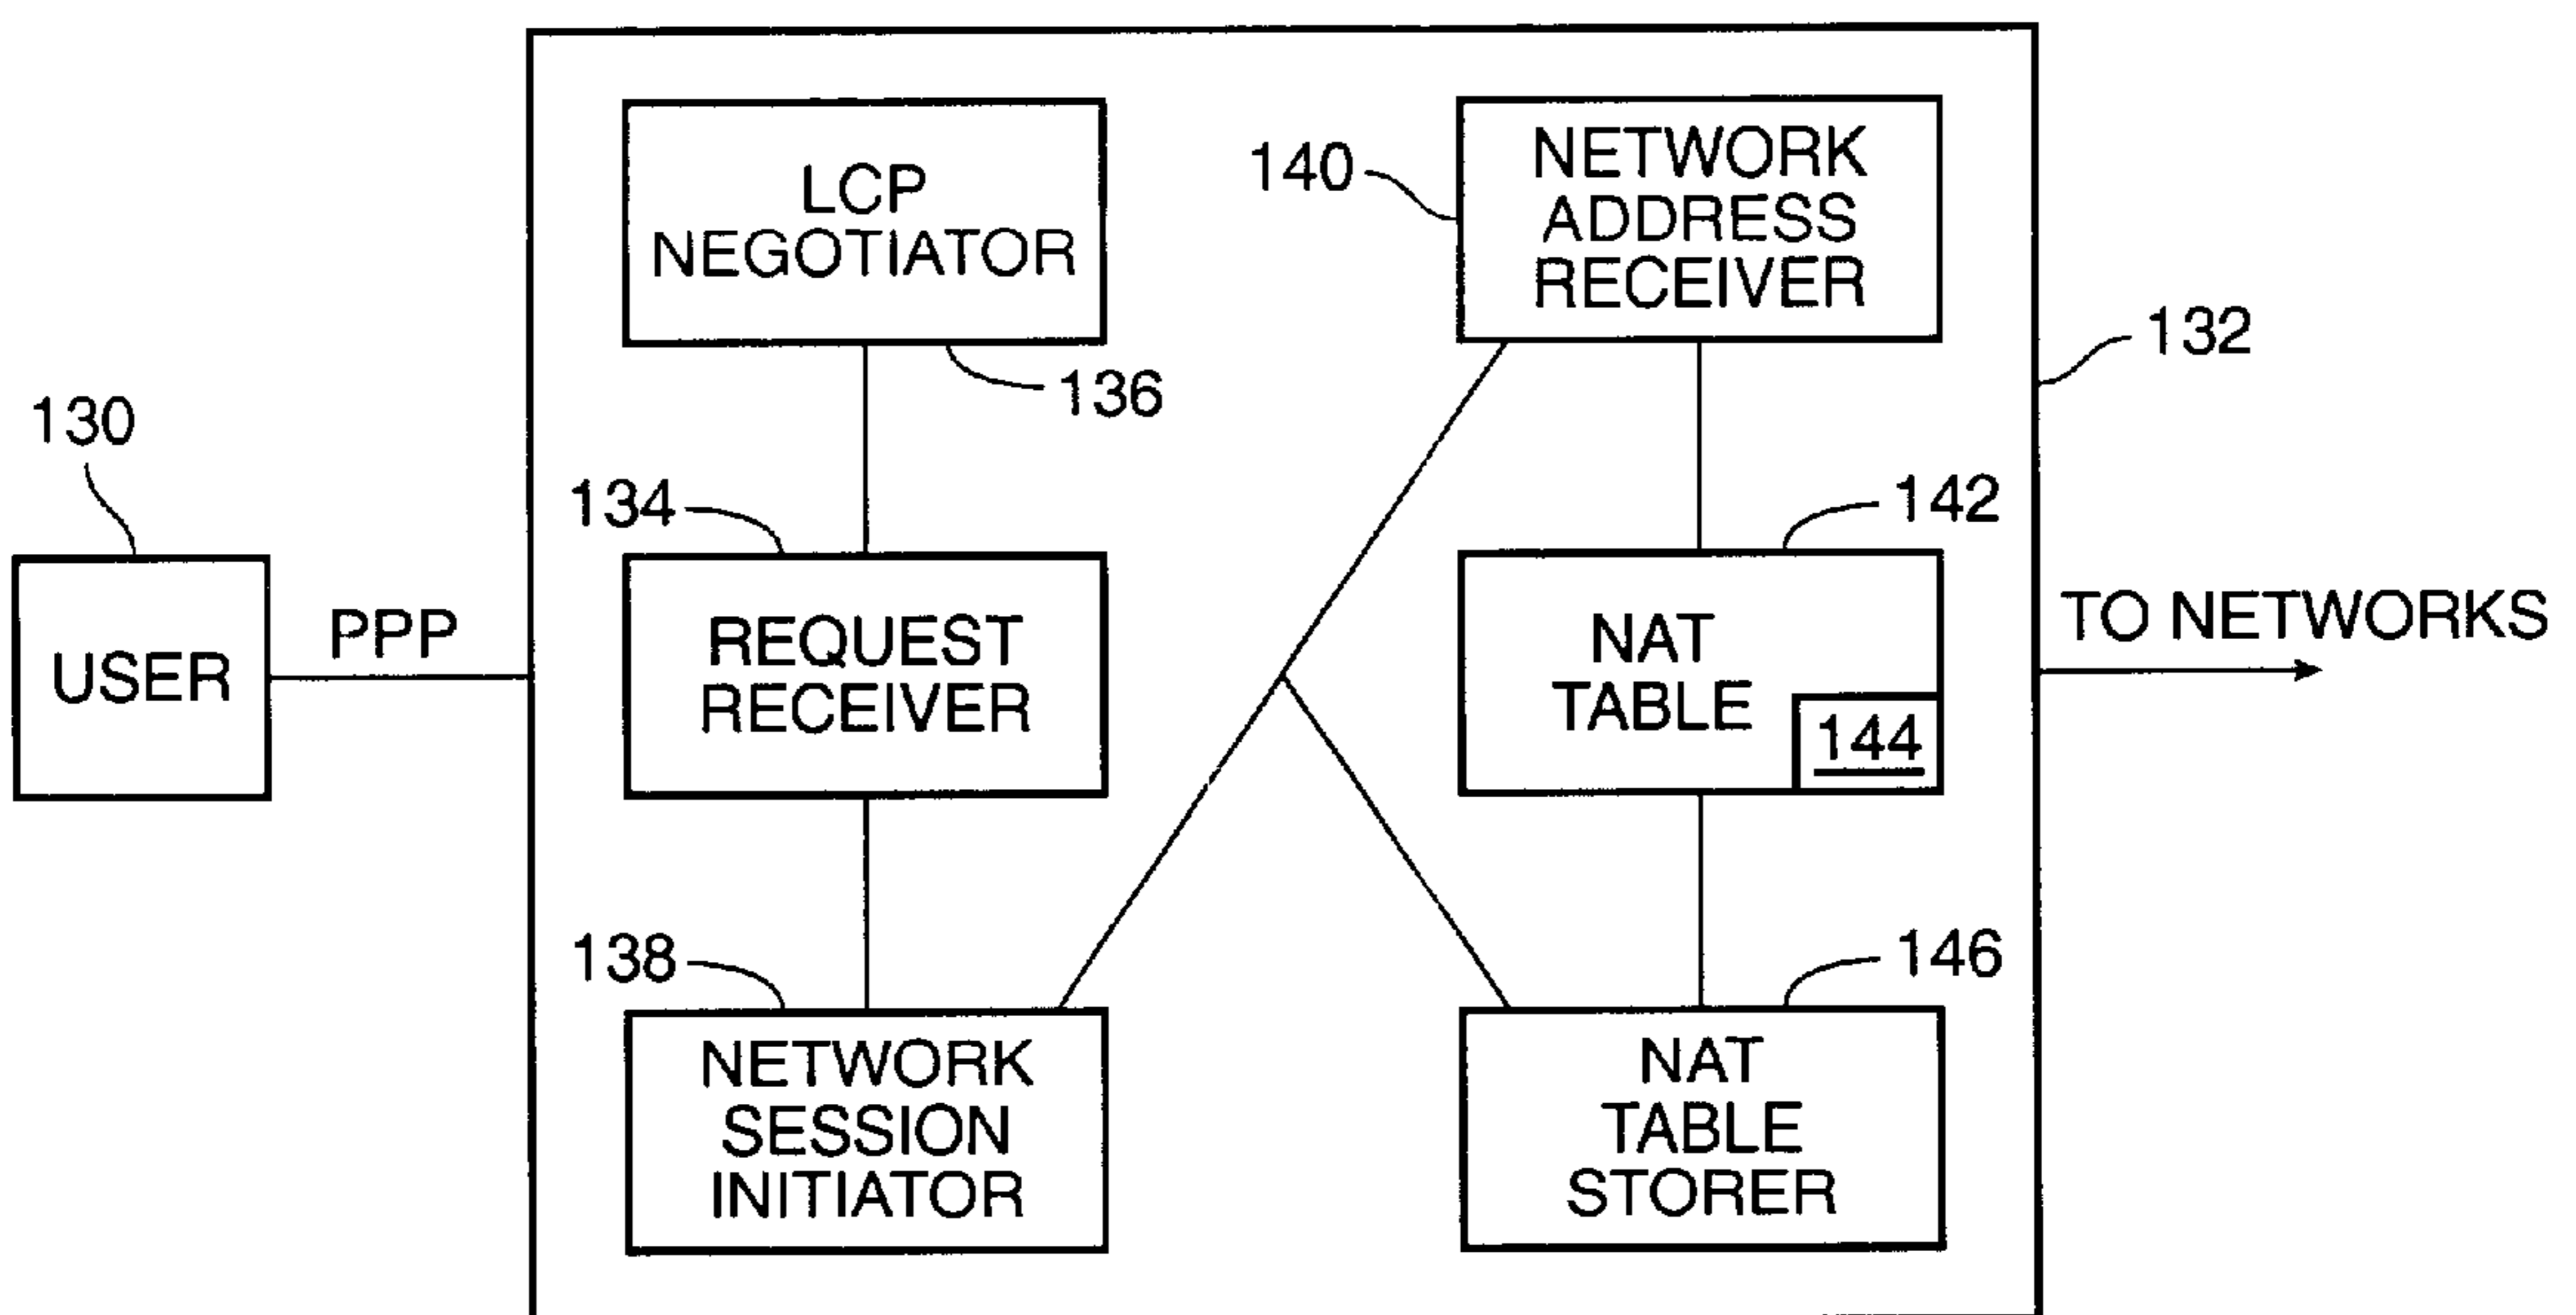 LCP
NEGOTIATOR
136
140
NETWORK
ADDRESS
RECEIVER
132
130
USER
PPP
134
REQUEST
RECEIVER
142
NAT
TABLE
144
TO NETWORKS
138
NETWORK
SESSION
INITIATOR
146
NAT
TABLE
STORER